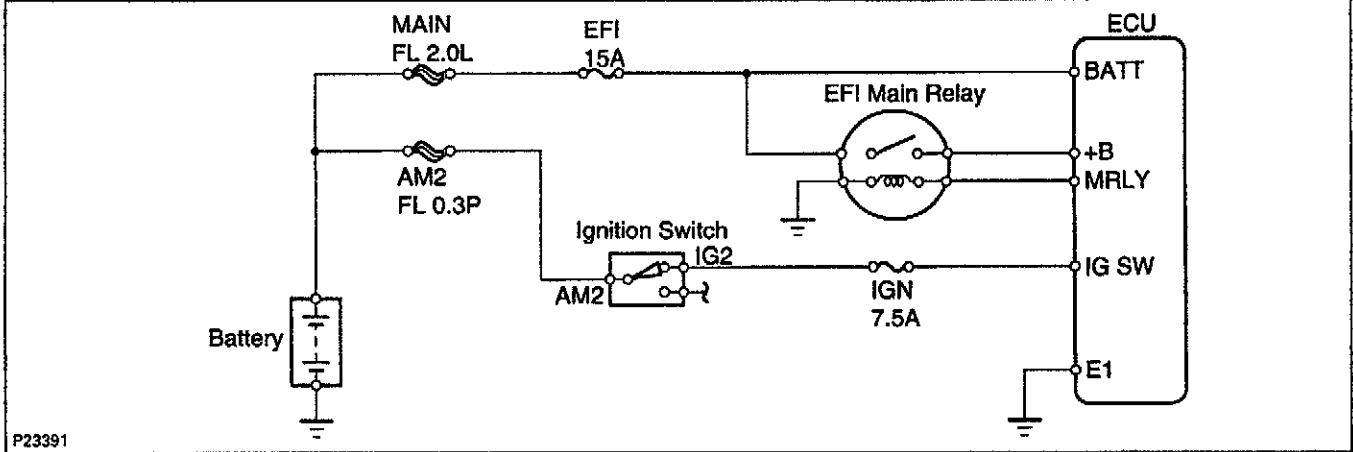 MAIN
FL 2.0L
EFI
15A
ECU
BATT
EFI Main Relay
+B
MRLY
AM2
FL 0.3P
Ignition Switch
IG2
AM2
IGN
7.5A
IG SW
Battery
E1
P23391